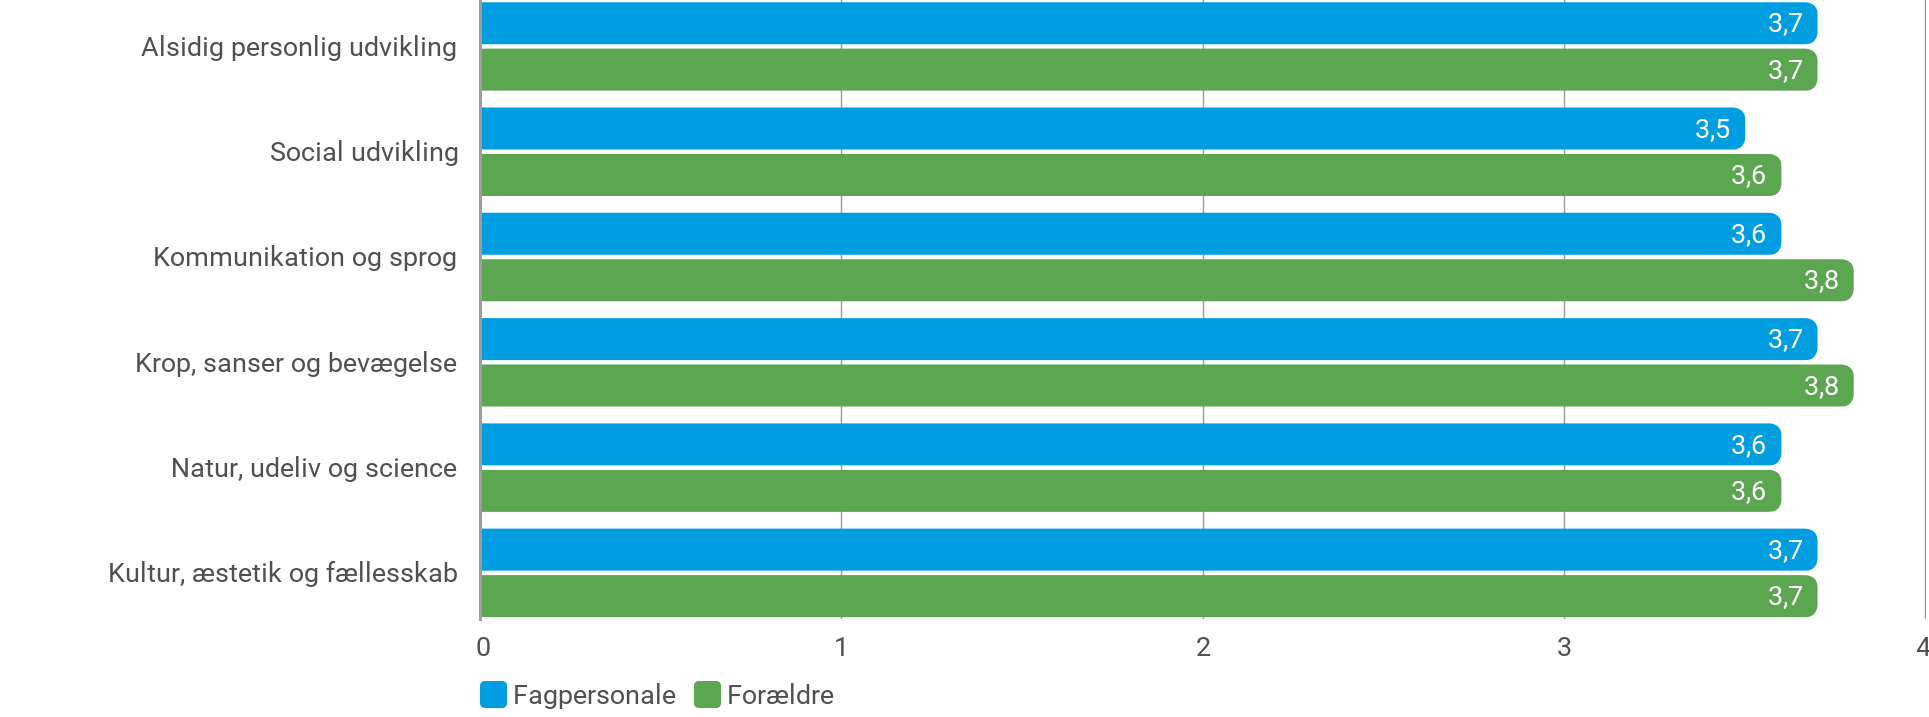 Alsidig personlig udvikling
3,7
3,7
Social udvikling
3,5
3,6
Kommunikation og sprog
3,6
3,8
Krop, sanser og bevægelse
3,7
3,8
Natur, udeliv og science
3,6
3,6
Kultur, æstetik og fællesskab
3,7
3,7
0 1 2 3 4
Fagpersonale Forældre